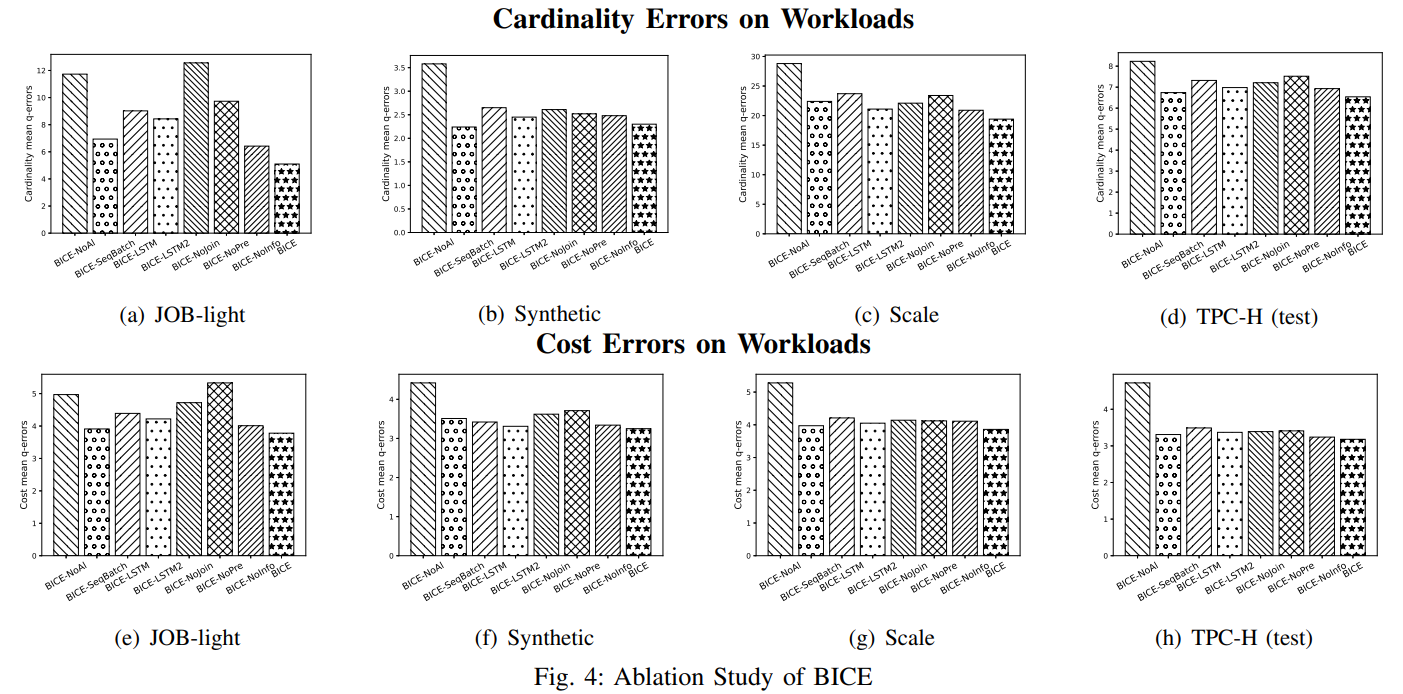 Cardinality Errors on Workloads
Cardinality mean q-errors
12
10
8
6
4
2
0
BICE-NoAl
BICE-SeqBatch
BICE-LSTM
BICE-LSTM2
BICE-NoJoin
BICE-NoPre
BICE-NoInfo
BICE
(a) JOB-light
Cardinality mean q-errors
3.5
3.0
2.5
2.0
1.5
1.0
0.5
0.0
BICE-NoAl
BICE-SeqBatch
BICE-LSTM
BICE-LSTM2
BICE-NoJoin
BICE-NoPre
BICE-NoInfo
BICE
(b) Synthetic
Cardinality mean q-errors
30
25
20
15
10
5
0
BICE-NoAl
BICE-SeqBatch
BICE-LSTM
BICE-LSTM2
BICE-NoJoin
BICE-NoPre
BICE-NoInfo
BICE
(c) Scale
Cardinality mean q-errors
8
7
6
5
4
3
2
1
0
BICE-NoAl
BICE-SeqBatch
BICE-LSTM
BICE-LSTM2
BICE-NoJoin
BICE-NoPre
BICE-NoInfo
BICE
(d) TPC-H (test)
Cost Errors on Workloads
Cost mean q-errors
5
4
3
2
1
0
BICE-NoAl
BICE-SeqBatch
BICE-LSTM
BICE-LSTM2
BICE-NoJoin
BICE-NoPre
BICE-NoInfo
BICE
(e) JOB-light
Cost mean q-errors
4
3
2
1
0
BICE-NoAl
BICE-SeqBatch
BICE-LSTM
BICE-LSTM2
BICE-NoJoin
BICE-NoPre
BICE-NoInfo
BICE
(f) Synthetic
Cost mean q-errors
5
4
3
2
1
0
BICE-NoAl
BICE-SeqBatch
BICE-LSTM
BICE-LSTM2
BICE-NoJoin
BICE-NoPre
BICE-NoInfo
BICE
(g) Scale
Cost mean q-errors
4
3
2
1
0
BICE-NoAl
BICE-SeqBatch
BICE-LSTM
BICE-LSTM2
BICE-NoJoin
BICE-NoPre
BICE-NoInfo
BICE
(h) TPC-H (test)
Fig. 4: Ablation Study of BICE